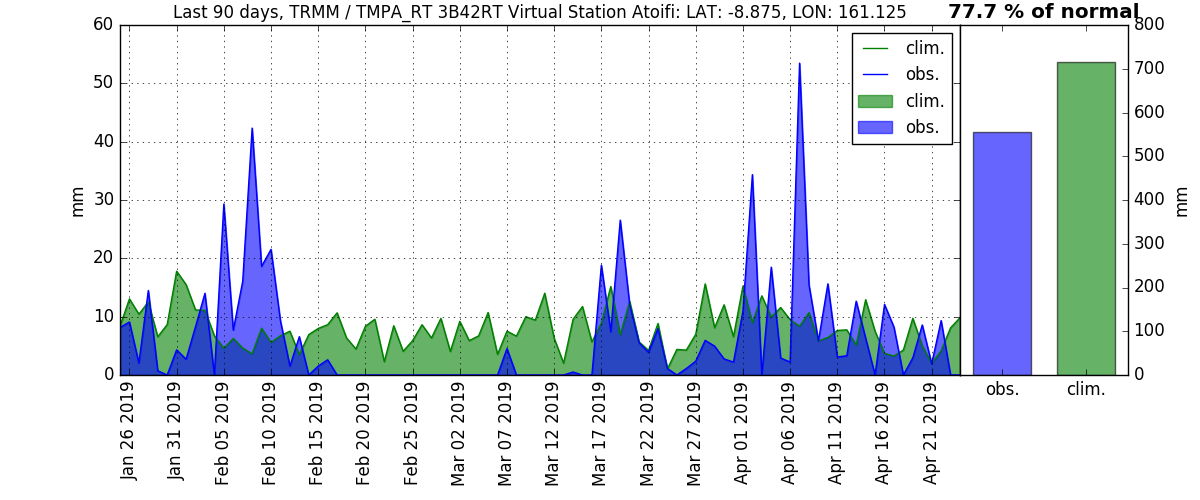 Last 90 days, TRMM / TMPA_RT 3B42RT Virtual Station Atoifi: LAT: -8.875, LON: 161.125
77.7 % of normal
60
50
40
30
20
10
0
mm
clim.
obs.
clim.
obs.
800
700
600
500
400
300
200
100
0
mm
Jan 26 2019
Jan 31 2019
Feb 05 2019
Feb 10 2019
Feb 15 2019
Feb 20 2019
Feb 25 2019
Mar 02 2019
Mar 07 2019
Mar 12 2019
Mar 17 2019
Mar 22 2019
Mar 27 2019
Apr 01 2019
Apr 06 2019
Apr 11 2019
Apr 16 2019
Apr 21 2019
obs.
clim.